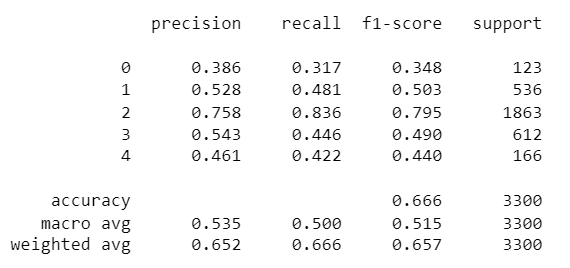 precision recall f1-score support
0 0.386 0.317 0.348 123
1 0.528 0.481 0.503 536
2 0.758 0.836 0.795 1863
3 0.543 0.446 0.490 612
4 0.461 0.422 0.440 166
accuracy 0.666 3300
macro avg 0.535 0.500 0.515 3300
weighted avg 0.652 0.666 0.657 3300